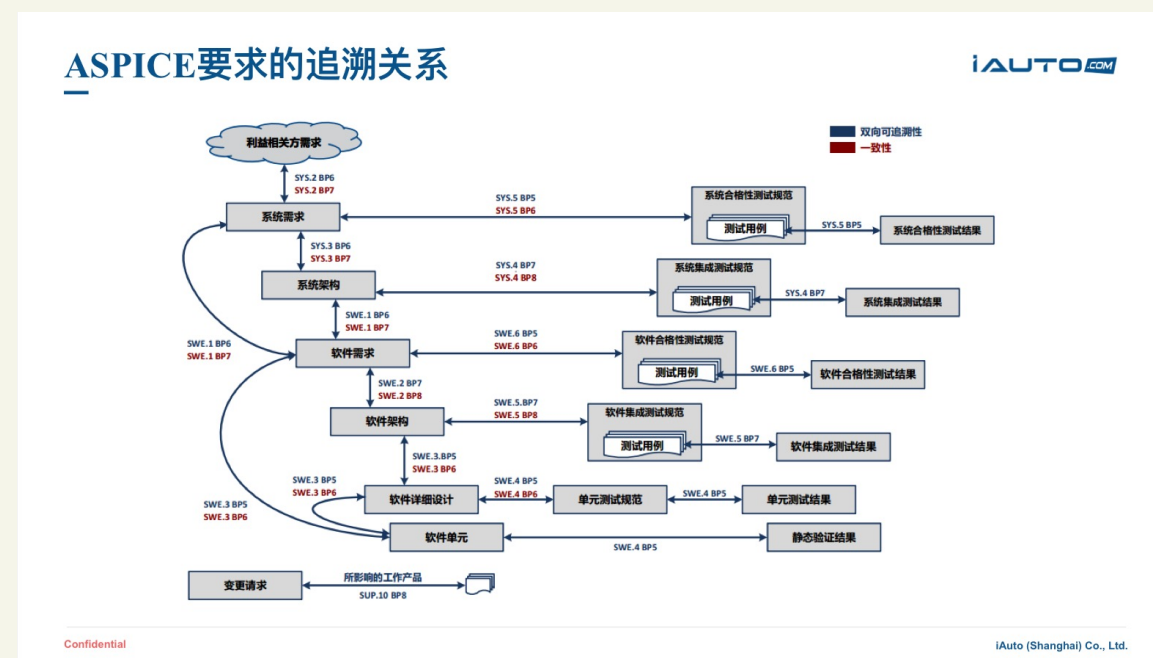 ASPICE要求的追溯关系
iAUTO.COM
双向可追溯性
一致性
利益相关方需求
SYS.2 BP6
SYS.2 BP7
系统需求
SYS.5 BP5
SYS.5 BP6
系统合格性测试规范
测试用例
SYS.5 BP5
系统合格性测试结果
SYS.3 BP6
SYS.3 BP7
系统架构
SYS.4 BP7
SYS.4 BP8
系统集成测试规范
测试用例
SYS.4 BP7
系统集成测试结果
SWE.1 BP6
SWE.1 BP7
SWE.1 BP6
SWE.1 BP7
软件需求
SWE.6 BP5
SWE.6 BP6
软件合格性测试规范
测试用例
SWE.6 BP5
软件合格性测试结果
SWE.2 BP7
SWE.2 BP8
软件架构
SWE.5.BP7
SWE.5 BP8
软件集成测试规范
测试用例
SWE.5 BP7
软件集成测试结果
SWE.3.BP5
SWE.3 BP6
SWE.3 BP5
SWE.3 BP6
软件详细设计
SWE.4 BP5
SWE.4 BP6
单元测试规范
SWE.4 BP5
单元测试结果
SWE.3 BP5
SWE.3 BP6
软件单元
SWE.4 BP5
静态验证结果
变更请求
所影响的工作产品
SUP.10 BP8
Confidential
iAuto (Shanghai) Co., Ltd.